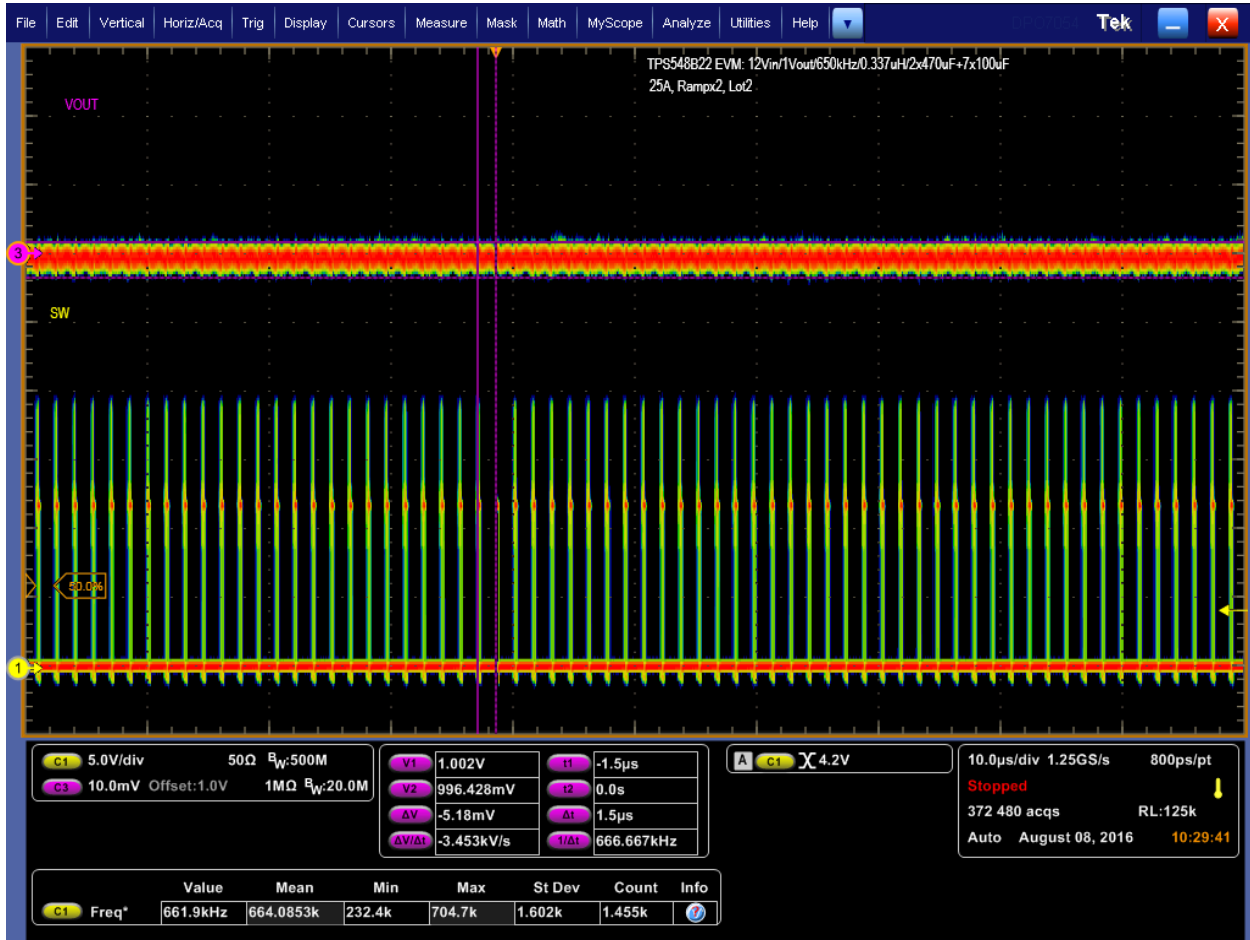 File Edit Vertical Horiz/Acq Trig Display Cursors Measure Mask Math MyScope Analyze Utilities Help Tek
TPS548B22 EVM: 12Vin/1Vout/650kHz/0.337uH/2x470uF+7x100uF
25A, Rampx2, Lot2
VOUT
3
SW
50.0%
1
C1 5.0V/div 50Ω BW:500M
C3 10.0mV Offset:1.0V 1MΩ BW:20.0M
V1 1.002V t1 -1.5µs
V2 996.428mV t2 0.0s
ΔV -5.18mV Δt 1.5µs
ΔV/Δt -3.453kV/s 1/Δt 666.667kHz
A C1 4.2V
10.0µs/div 1.25GS/s 800ps/pt
Stopped
372 480 acqs RL:125k
Auto August 08, 2016 10:29:41
Value Mean Min Max St Dev Count Info
C1 Freq* 661.9kHz 664.0853k 232.4k 704.7k 1.602k 1.455k